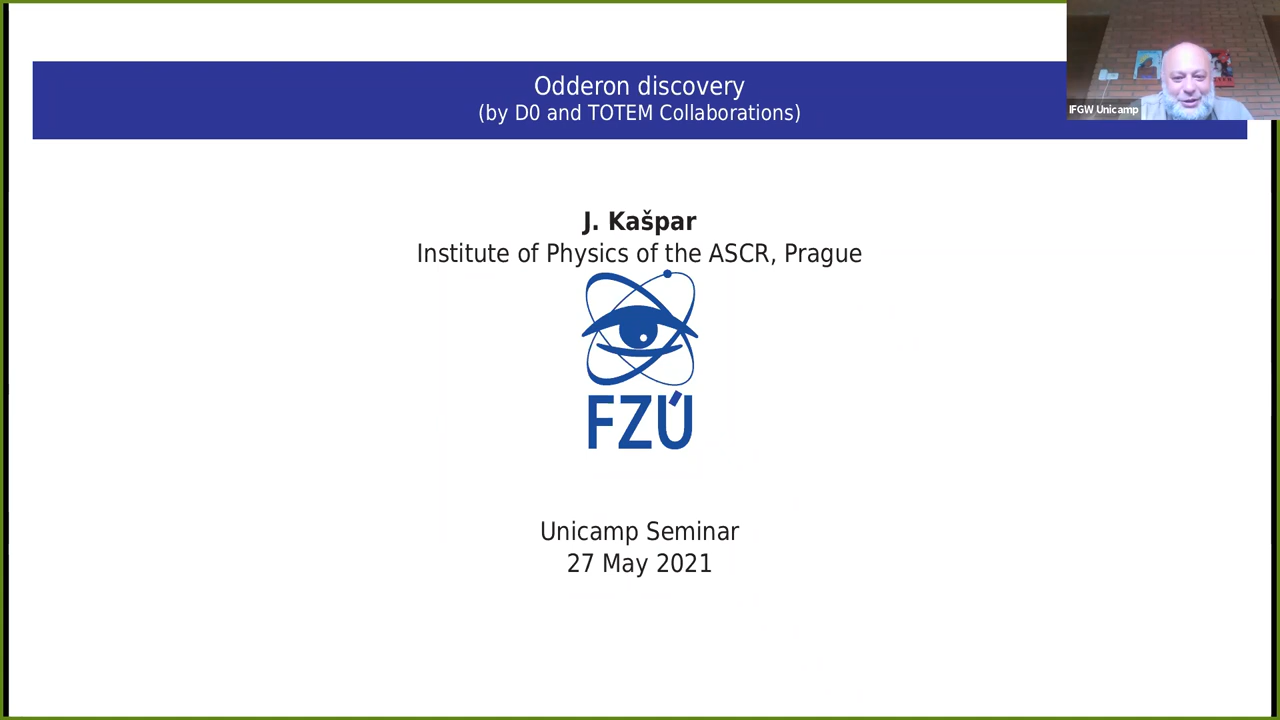 Odderon discovery
(by D0 and TOTEM Collaborations)
IFGW Unicamp
J. Kašpar
Institute of Physics of the ASCR, Prague
FZÚ
Unicamp Seminar
27 May 2021